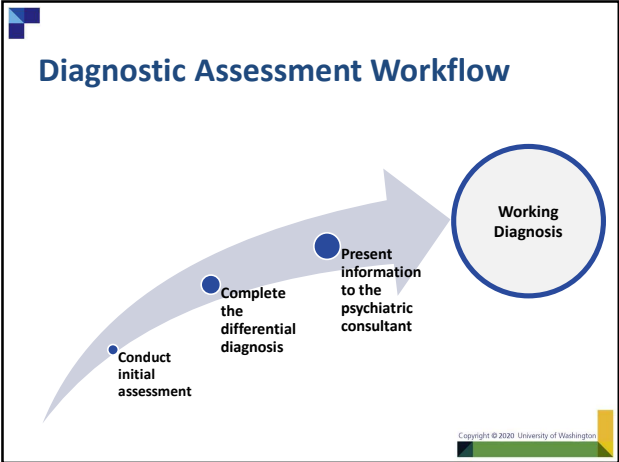 Diagnostic Assessment Workflow
Working
Diagnosis
Present
information
to the
psychiatric
consultant
Complete
the
differential
diagnosis
Conduct
initial
assessment
Copyright © 2020 University of Washington